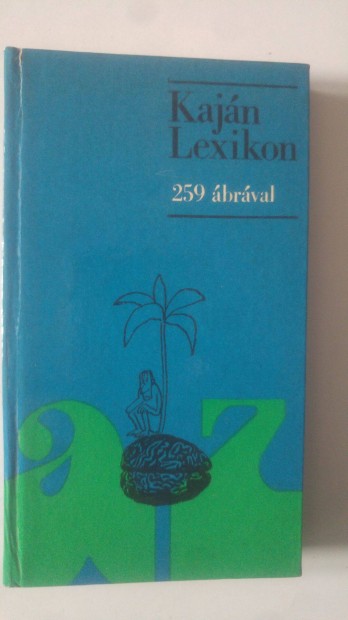 Kaján
Lexikon
259 ábrával
a z